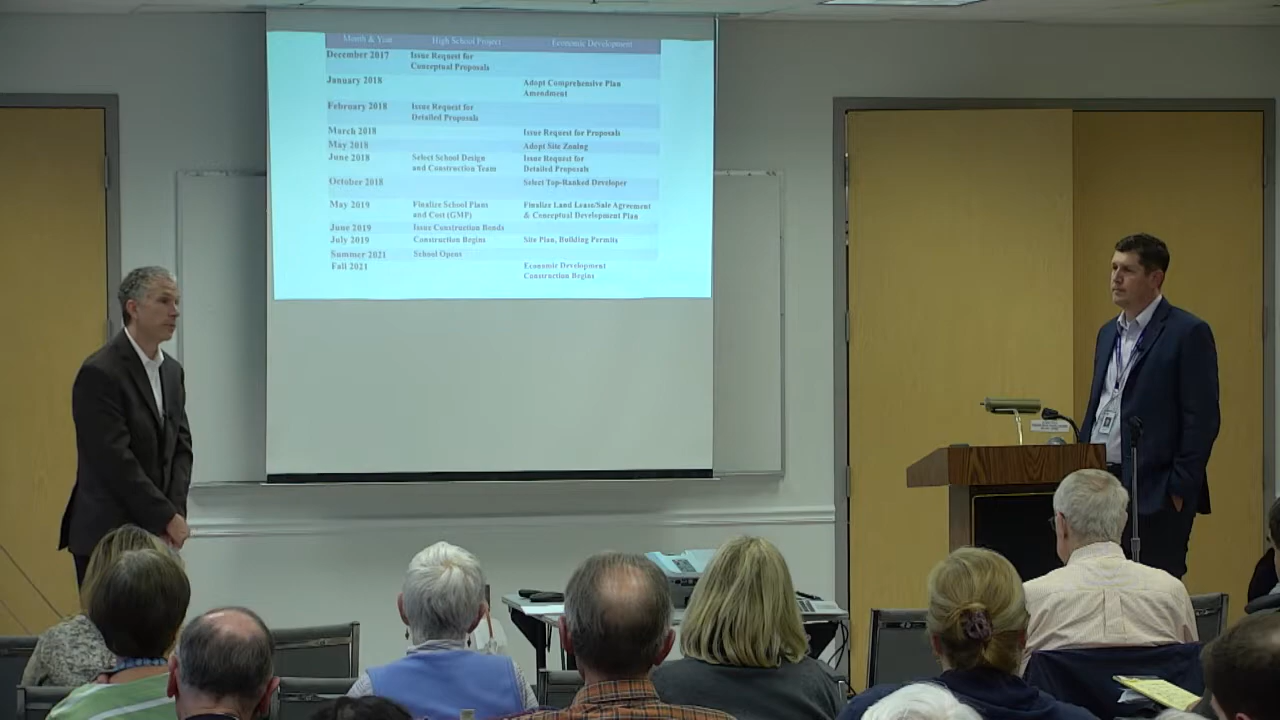 Month & Year High School Project Economic Development
December 2017 Issue Request for
Conceptual Proposals
January 2018 Adopt Comprehensive Plan
Amendment
February 2018 Issue Request for
Detailed Proposals
March 2018 Issue Request for Proposals
May 2018 Adopt Site Zoning
June 2018 Select School Design Issue Request for
and Construction Team Detailed Proposals
October 2018 Select Top-Ranked Developer
May 2019 Finalize School Plans Finalize Land Lease/Sale Agreement
and Cost (GMP) & Conceptual Development Plan
June 2019 Issue Construction Bonds
July 2019 Construction Begins Site Plan, Building Permits
Summer 2021 School Opens
Fall 2021 Economic Development
Construction Begins